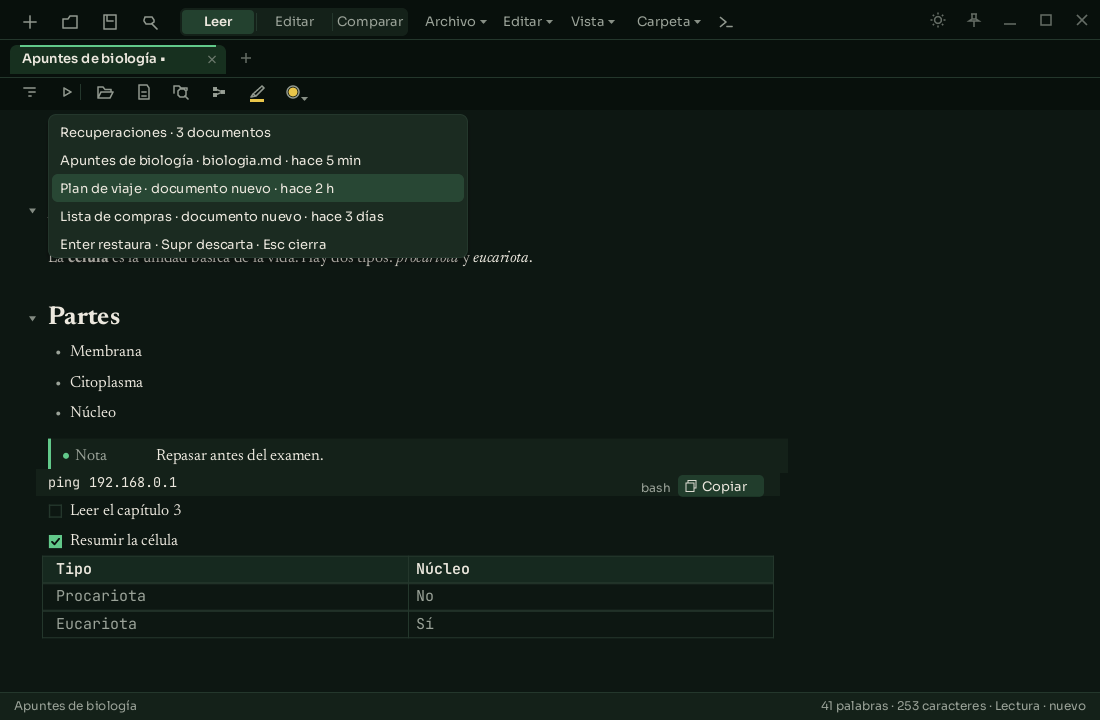 Leer Editar Comparar Archivo Editar Vista Carpeta
Apuntes de biología •
Recuperaciones · 3 documentos
Apuntes de biología · biologia.md · hace 5 min
Plan de viaje · documento nuevo · hace 2 h
Lista de compras · documento nuevo · hace 3 días
Enter restaura · Supr descarta · Esc cierra
La célula es la unidad básica de la vida. Hay dos tipos: procariota y eucariota.
Partes
• Membrana
• Citoplasma
• Núcleo
Nota Repasar antes del examen.
ping 192.168.0.1 bash Copiar
Leer el capítulo 3
Resumir la célula
Tipo Núcleo
Procariota No
Eucariota Sí
Apuntes de biología 41 palabras · 253 caracteres · Lectura · nuevo